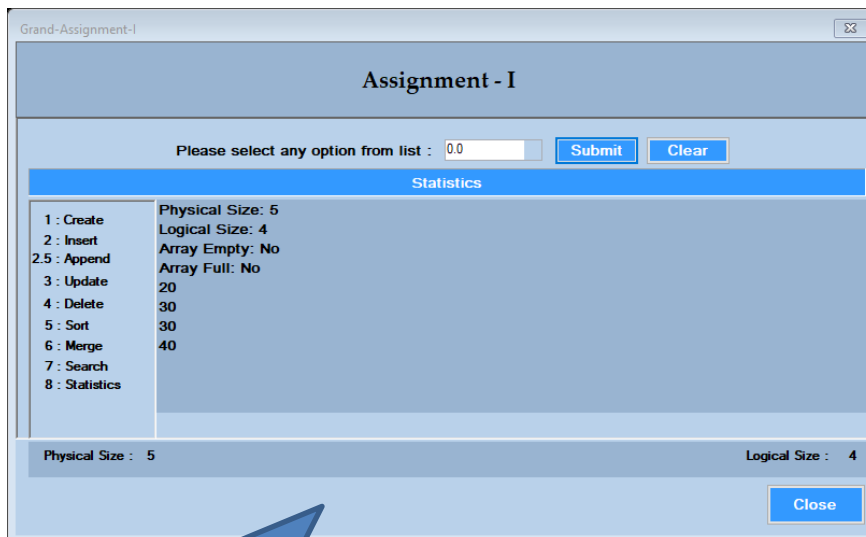 Grand-Assignment-I
Assignment - I
Please select any option from list : 0.0 Submit Clear
Statistics
1 : Create
2 : Insert
2.5 : Append
3 : Update
4 : Delete
5 : Sort
6 : Merge
7 : Search
8 : Statistics
Physical Size: 5
Logical Size: 4
Array Empty: No
Array Full: No
20
30
30
40
Physical Size : 5 Logical Size : 4
Close